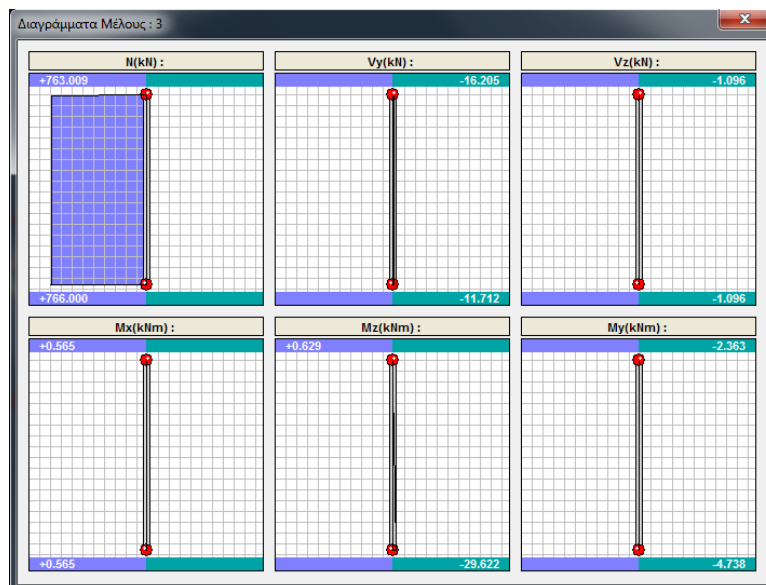 Διαγράμματα Μέλους : 3
N(kN) :
Vy(kN) :
Vz(kN) :
+763.009
-16.205
-1.096
+766.000
-11.712
-1.096
Mx(kNm) :
Mz(kNm) :
My(kNm) :
+0.565
+0.629
-2.363
+0.565
-29.622
-4.738